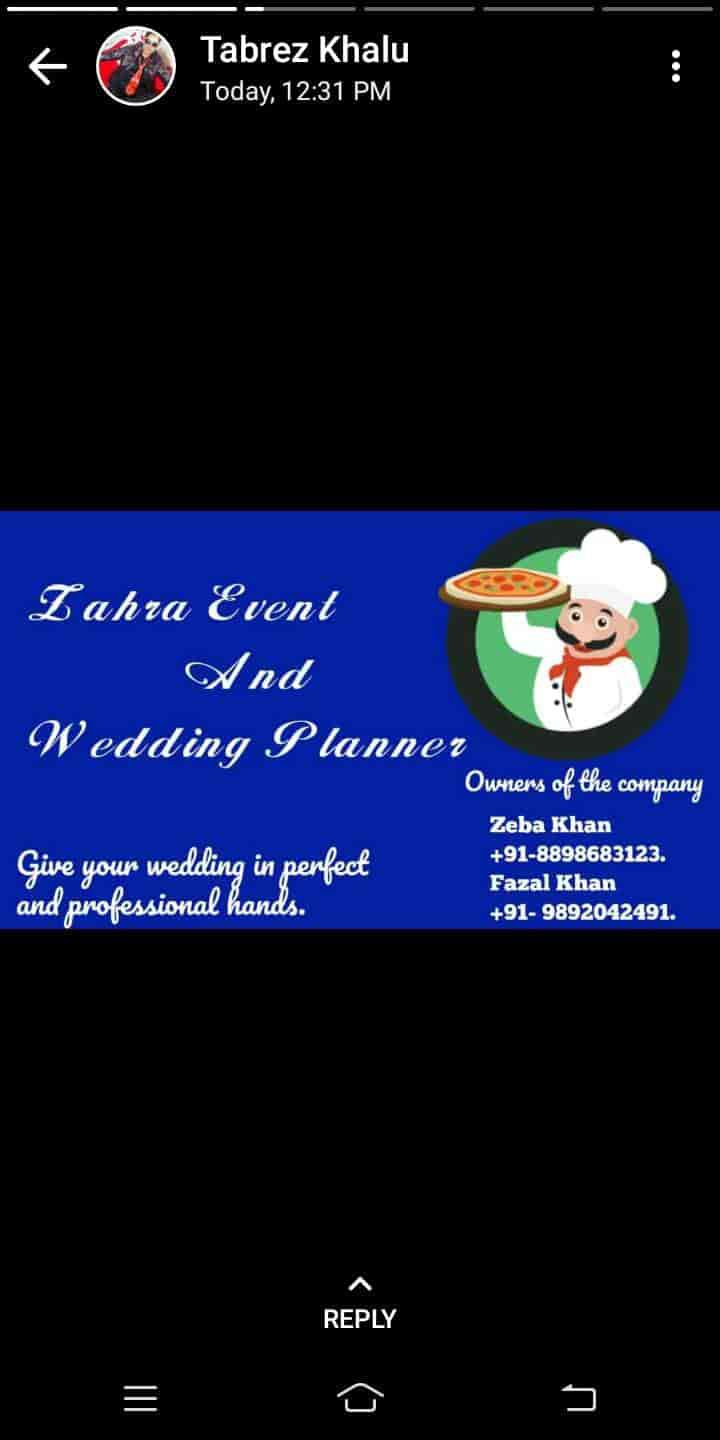 Tabrez Khalu
Today, 12:31 PM
Zahra Event
And
Wedding Planner
Owners of the company
Zeba Khan
+91-8898683123.
Fazal Khan
+91- 9892042491.
Give your wedding in perfect
and professional hands.
REPLY